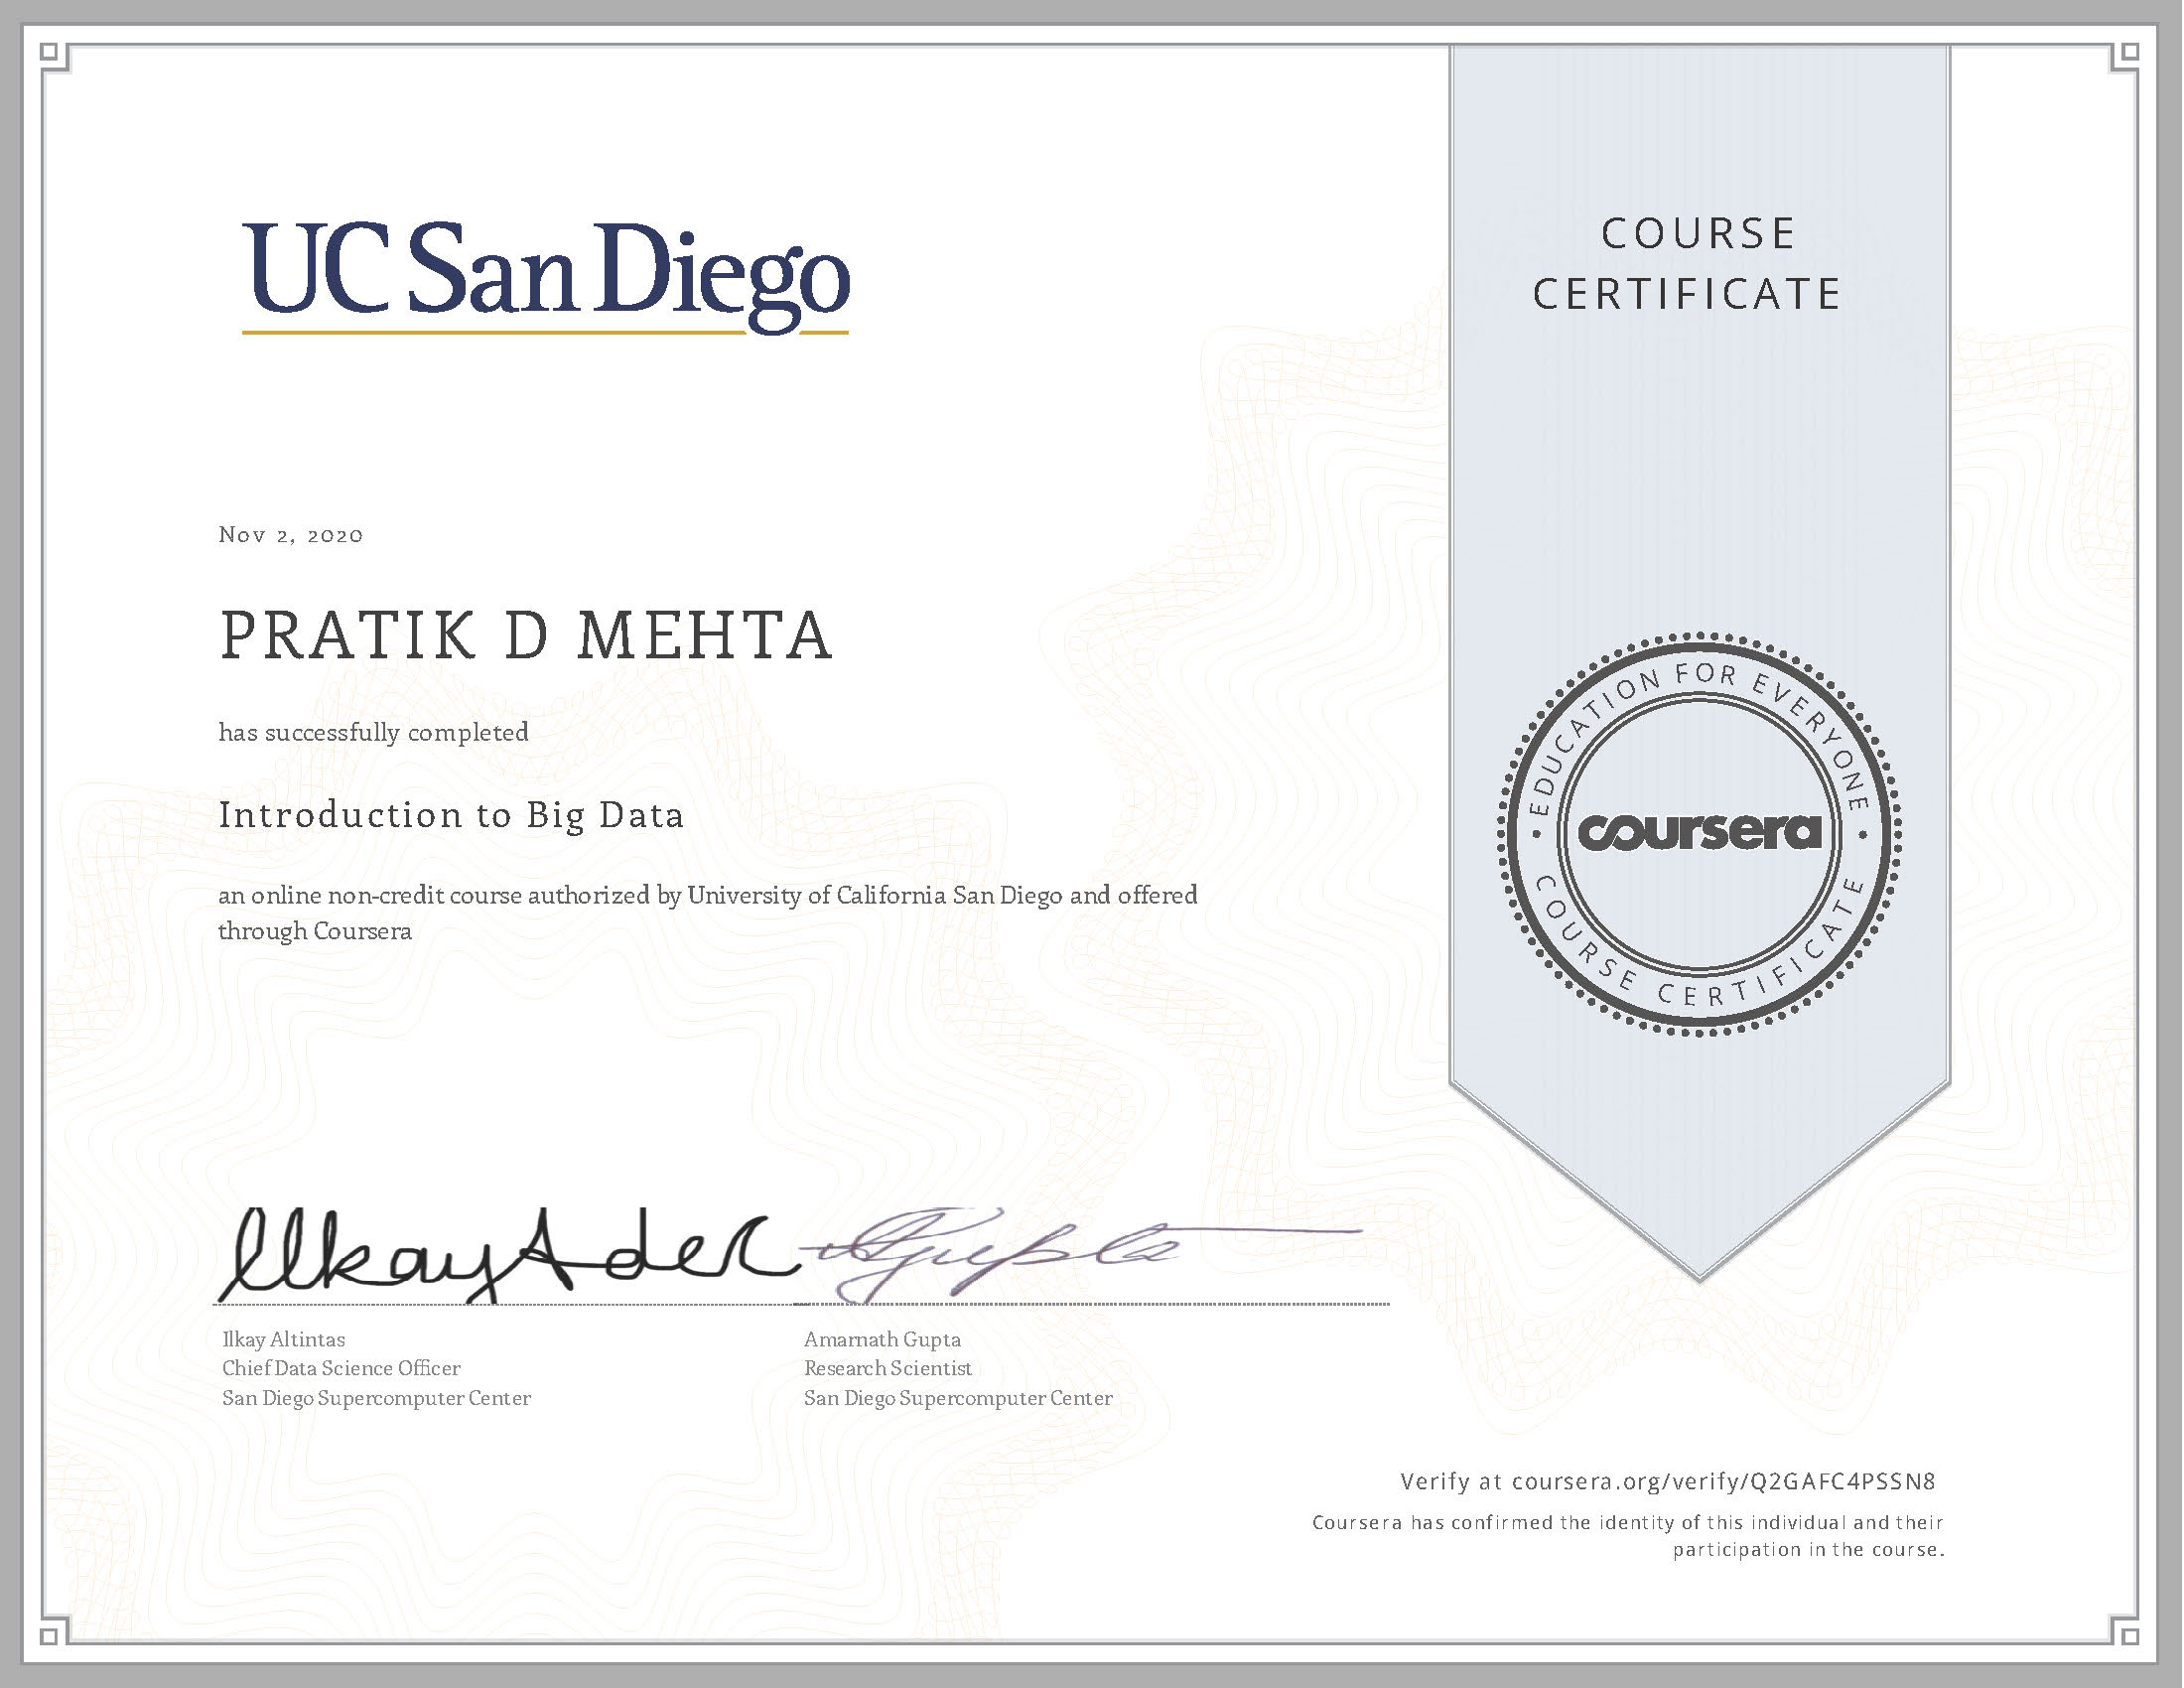 UC San Diego
COURSE
CERTIFICATE
Nov 2, 2020
PRATIK D MEHTA
has successfully completed
Introduction to Big Data
an online non-credit course authorized by University of California San Diego and offered
through Coursera
EDUCATION FOR EVERYONE
coursera
COURSE CERTIFICATE
Ilkay Altintas
Chief Data Science Officer
San Diego Supercomputer Center
Amarnath Gupta
Research Scientist
San Diego Supercomputer Center
Verify at coursera.org/verify/Q2GAFC4PSSN8
Coursera has confirmed the identity of this individual and their
participation in the course.